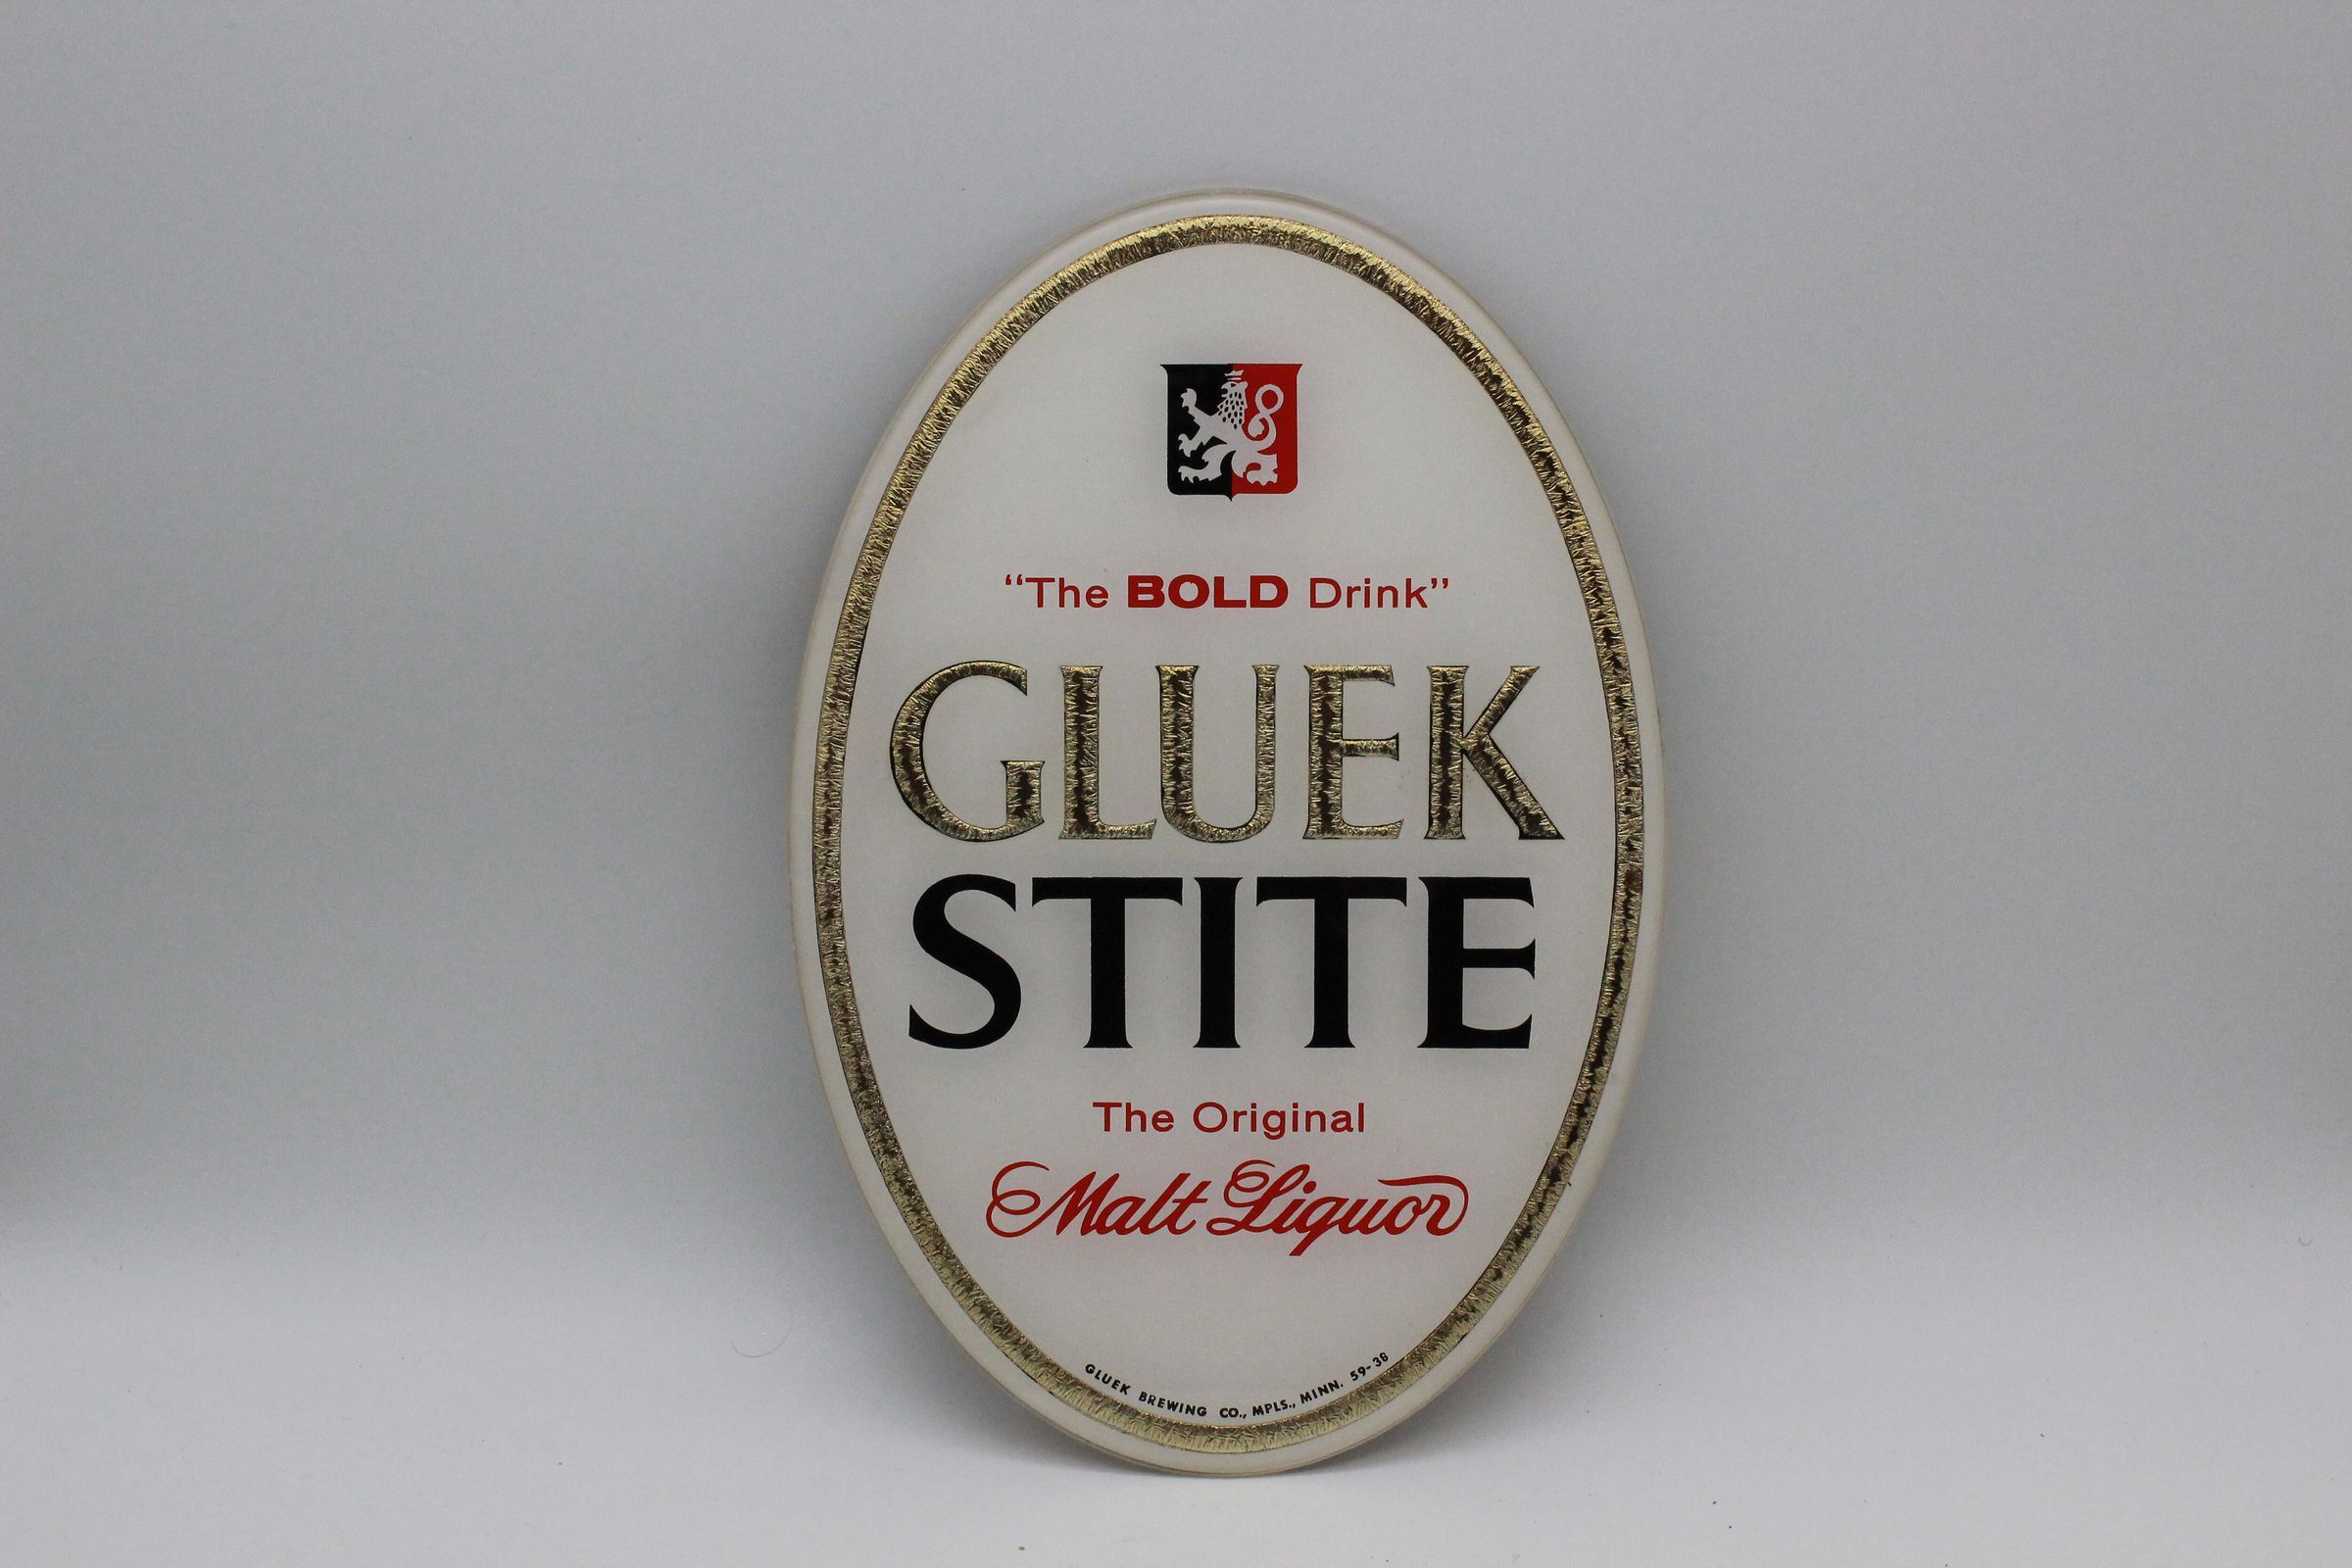 “The BOLD Drink”
GLUEK
STITE
The Original
Malt Liquor
GLUEK BREWING CO., MPLS., MINN. 59-38